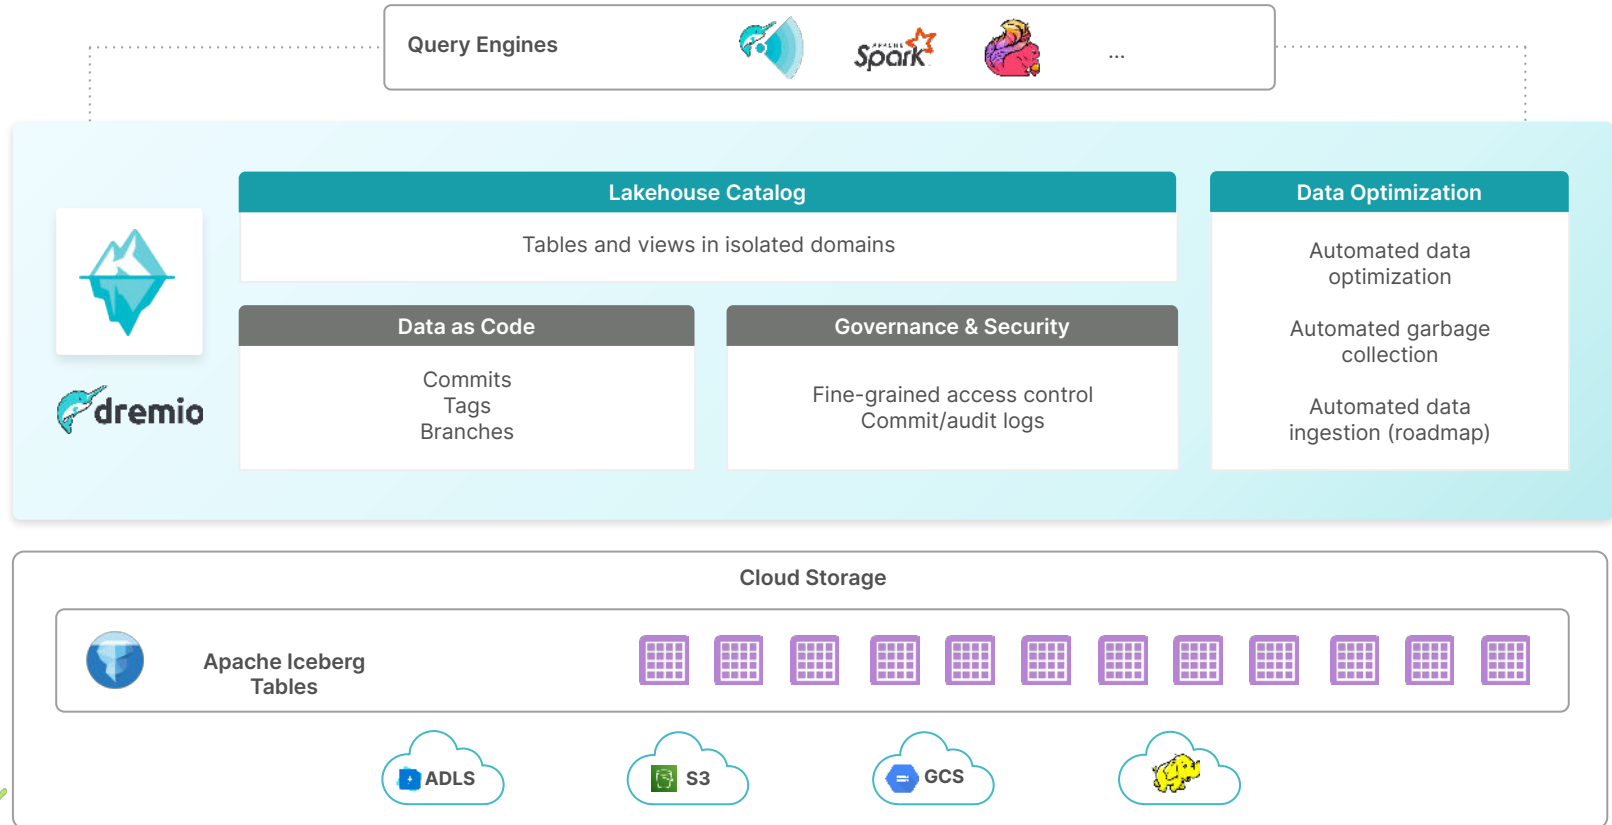 Query Engines
APACHE
Spark
...
Lakehouse Catalog
Tables and views in isolated domains
Data Optimization
Automated data
optimization
Automated garbage
collection
Automated data
ingestion (roadmap)
Data as Code
Commits
Tags
Branches
Governance & Security
Fine-grained access control
Commit/audit logs
dremio
Cloud Storage
Apache Iceberg
Tables
ADLS
S3
GCS